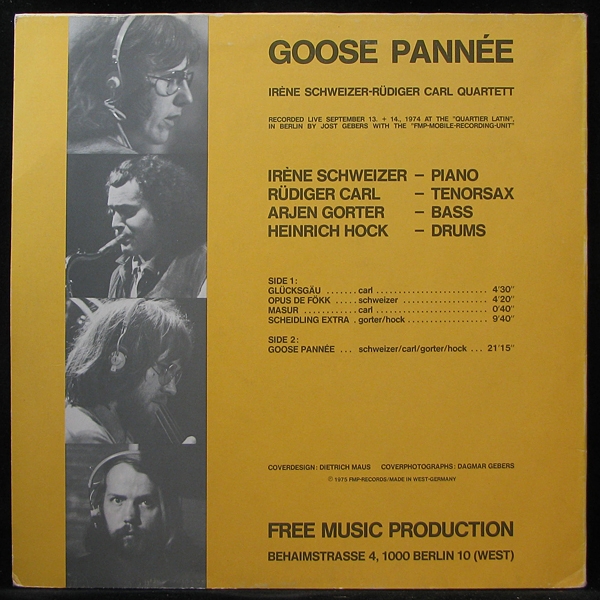 GOOSE PANNÉE
IRÈNE SCHWEIZER-RÜDIGER CARL QUARTETT
RECORDED LIVE SEPTEMBER 13. + 14., 1974 AT THE "QUARTIER LATIN",
IN BERLIN BY JOST GEBERS WITH THE "FMP-MOBILE-RECORDING-UNIT"
IRÈNE SCHWEIZER – PIANO
RÜDIGER CARL – TENORSAX
ARJEN GORTER – BASS
HEINRICH HOCK – DRUMS
SIDE 1:
GLÜCKSGÄU ....... carl ........................ 4'30"
OPUS DE FÖKK ..... schweizer .................. 4'20"
MASUR ............ carl ........................ 0'40"
SCHEIDLING EXTRA . gorter/hock .................. 9'40"
SIDE 2:
GOOSE PANNÉE ... schweizer/carl/gorter/hock ... 21'15"
COVERDESIGN: DIETRICH MAUS COVERPHOTOGRAPHS: DAGMAR GEBERS
℗ 1975 FMP-RECORDS/MADE IN WEST-GERMANY
FREE MUSIC PRODUCTION
BEHAIMSTRASSE 4, 1000 BERLIN 10 (WEST)